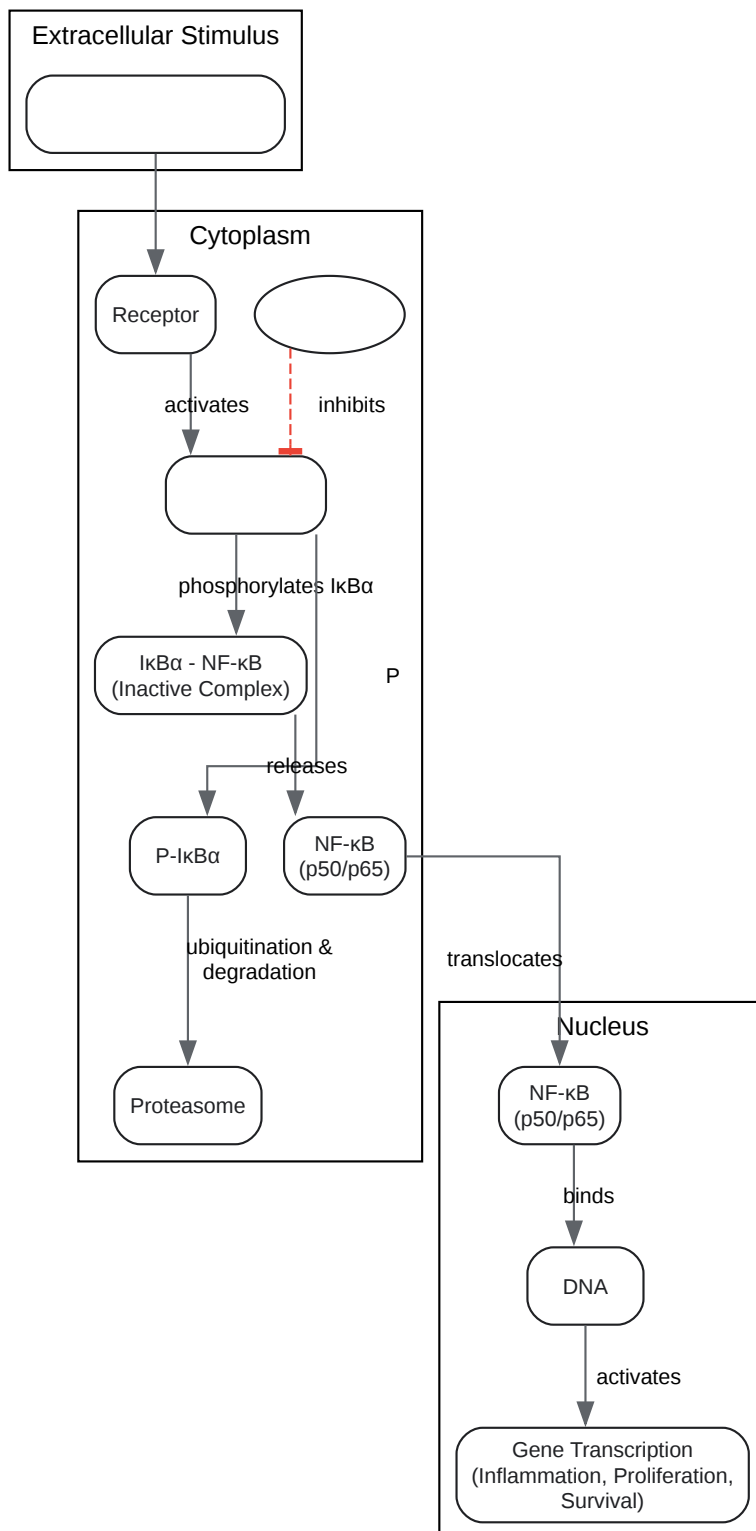 Extracellular Stimulus
Cytoplasm
Receptor
activates
inhibits
phosphorylates IκBα
IκBα - NF-κB
(Inactive Complex)
P
releases
P-IκBα
NF-κB
(p50/p65)
ubiquitination &
degradation
translocates
Proteasome
Nucleus
NF-κB
(p50/p65)
binds
DNA
activates
Gene Transcription
(Inflammation, Proliferation,
Survival)